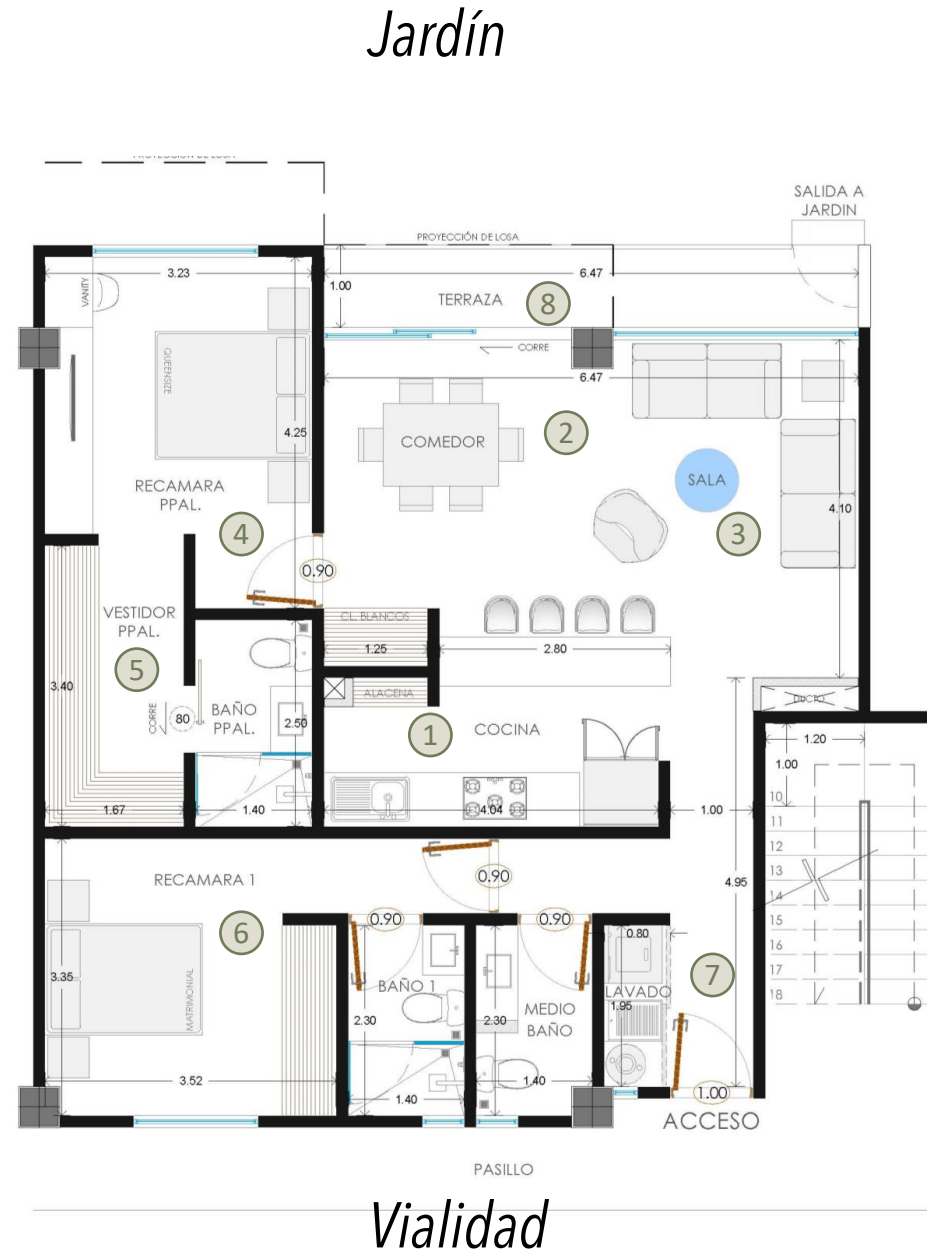 Jardín
SALIDA A
JARDIN
PROYECCIÓN DE LOSA
3.23
6.47
1.00
VANITY
TERRAZA
8
CORRE
6.47
QUEENSIZE
COMEDOR
2
4.25
SALA
RECAMARA
PPAL.
4.10
4
3
0.90
VESTIDOR
PPAL.
CL. BLANCOS
1.25
2.80
5
3.40
ALACENA
DUCTO
CORRE
80
BAÑO
PPAL.
2.50
1
COCINA
1.20
1.00
1.67
1.40
4.04
1.00
10
11
12
13
14
15
16
17
18
RECAMARA 1
0.90
4.95
6
0.90
0.90
0.80
3.35
MATRIMONIAL
BAÑO 1
7
LAVADO
1.95
MEDIO
BAÑO
2.30
2.30
3.52
1.40
1.40
1.00
ACCESO
PASILLO
Vialidad